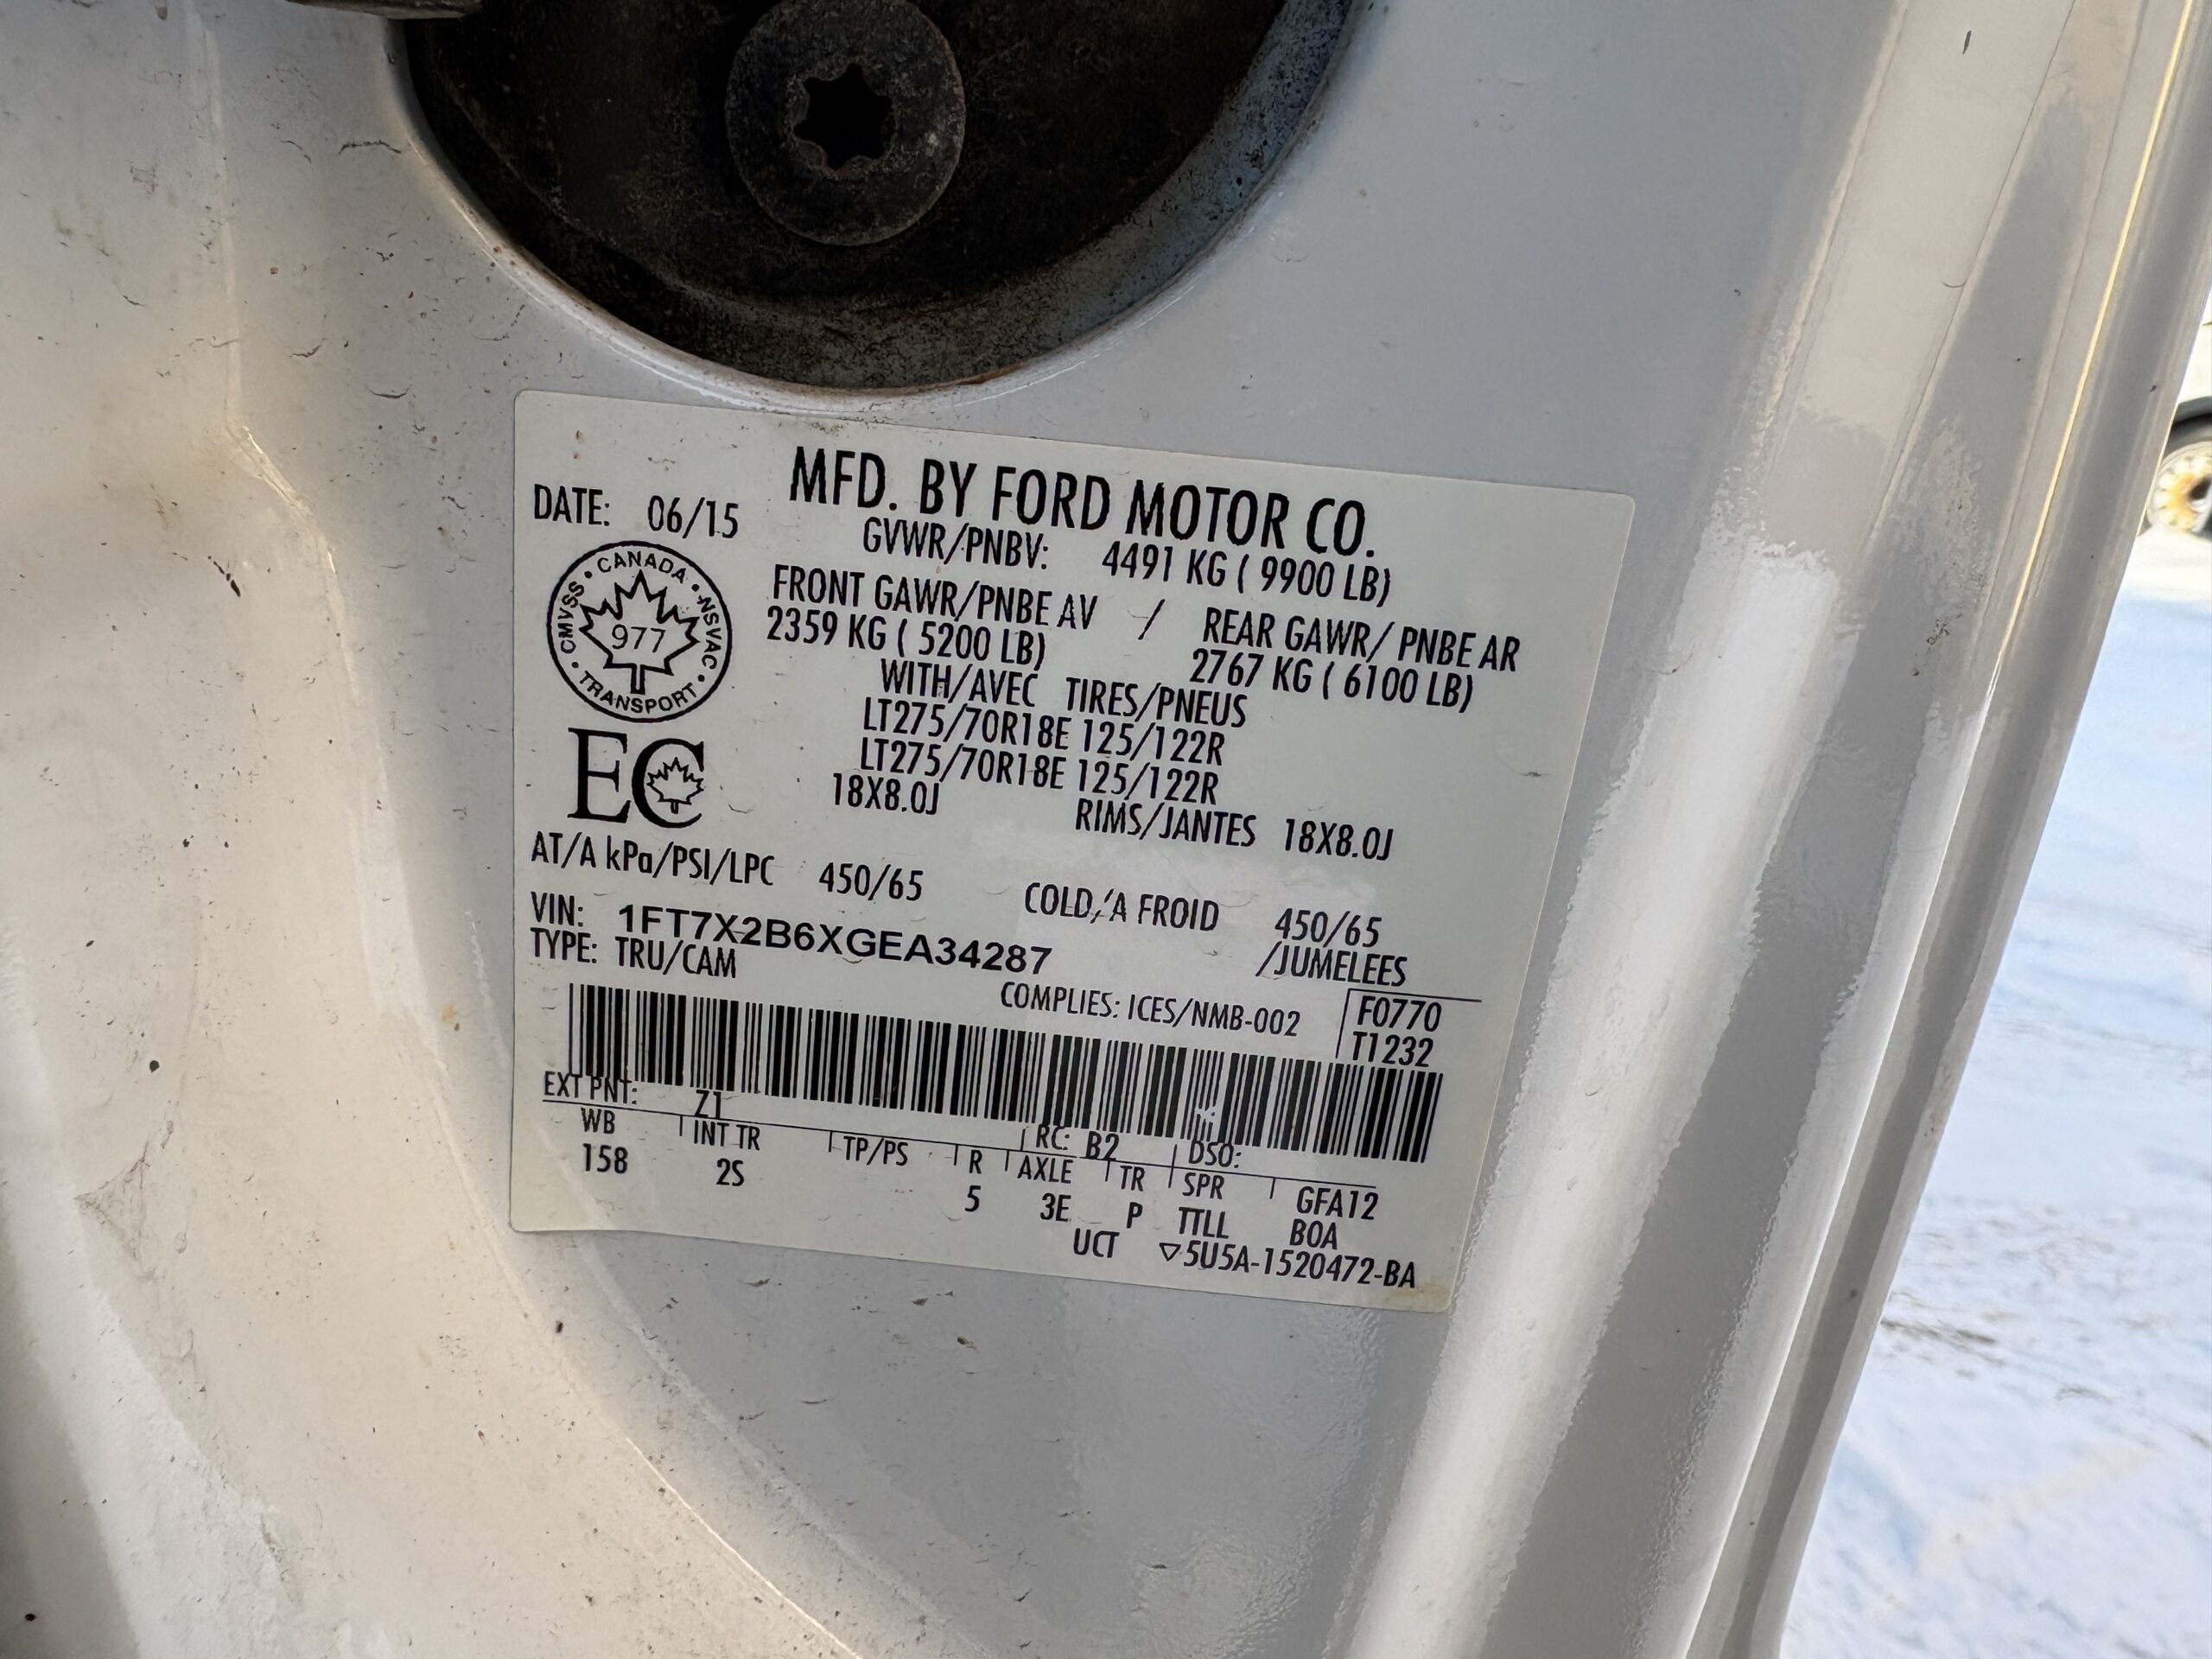 MFD. BY FORD MOTOR CO.
DATE: 06/15
GVWR/PNBV: 4491 KG ( 9900 LB)
FRONT GAWR/PNBE AV / REAR GAWR/ PNBE AR
2359 KG ( 5200 LB) 2767 KG ( 6100 LB)
WITH/AVEC TIRES/PNEUS
LT275/70R18E 125/122R
LT275/70R18E 125/122R
18X8.0J RIMS/JANTES 18X8.0J
CANADA • NSVAC • TRANSPORT • CMVSS •
977
EC
AT/A kPa/PSI/LPC 450/65 COLD/A FROID 450/65
VIN: 1FT7X2B6XGEA34287 /JUMELEES
TYPE: TRU/CAM
COMPLIES: ICES/NMB-002
F0770
T1232
EXT PNT: Z1 RC: B2 DSO:
WB INT TR TP/PS R AXLE TR SPR GFA12
158 2S 5 3E P TTLL BOA
UCT ▽5U5A-1520472-BA